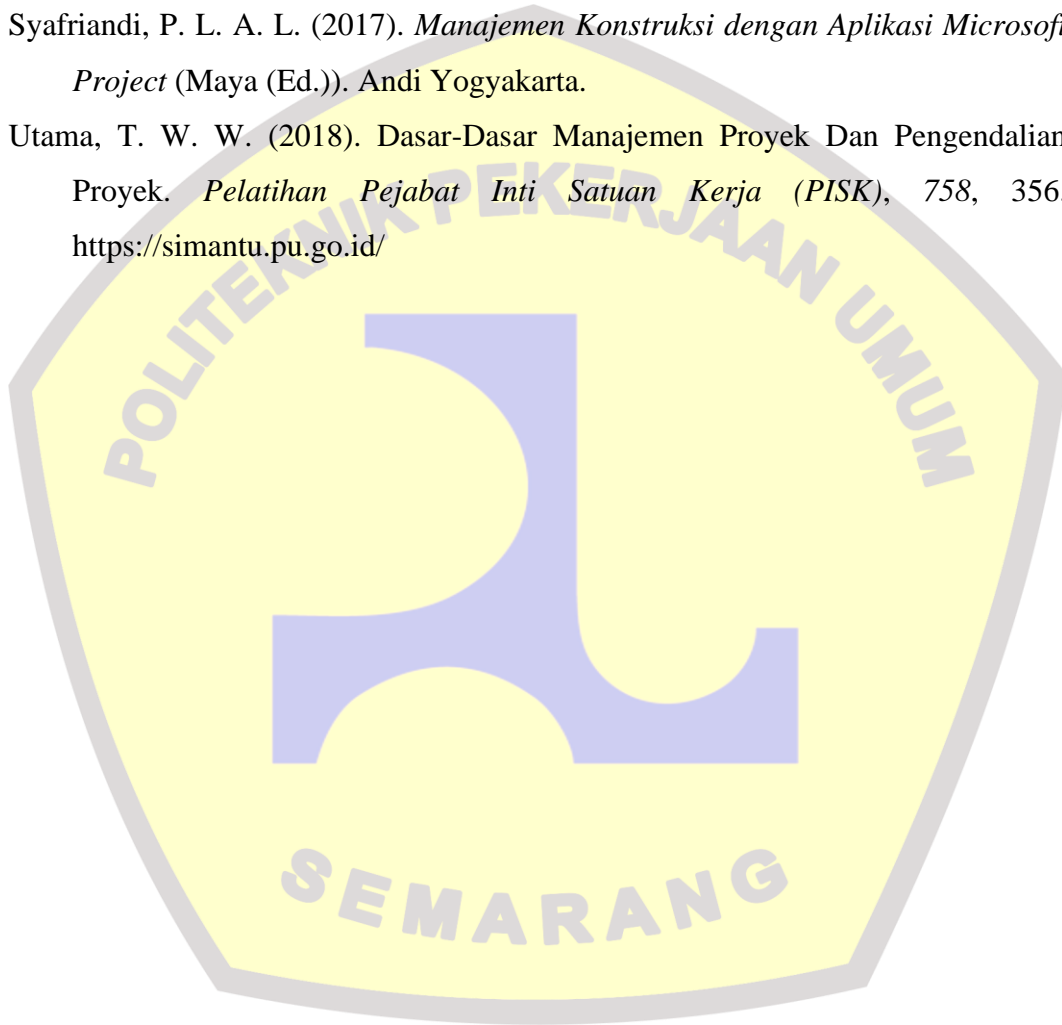 Syafriandi, P. L. A. L. (2017). Manajemen Konstruksi dengan Aplikasi Microsoft
Project (Maya (Ed.)). Andi Yogyakarta.
Utama, T. W. W. (2018). Dasar-Dasar Manajemen Proyek Dan Pengendalian
Proyek. Pelatihan Pejabat Inti Satuan Kerja (PISK), 758, 356.
https://simantu.pu.go.id/
POLITEKNIK PEKERJAAN UMUM
SEMARANG